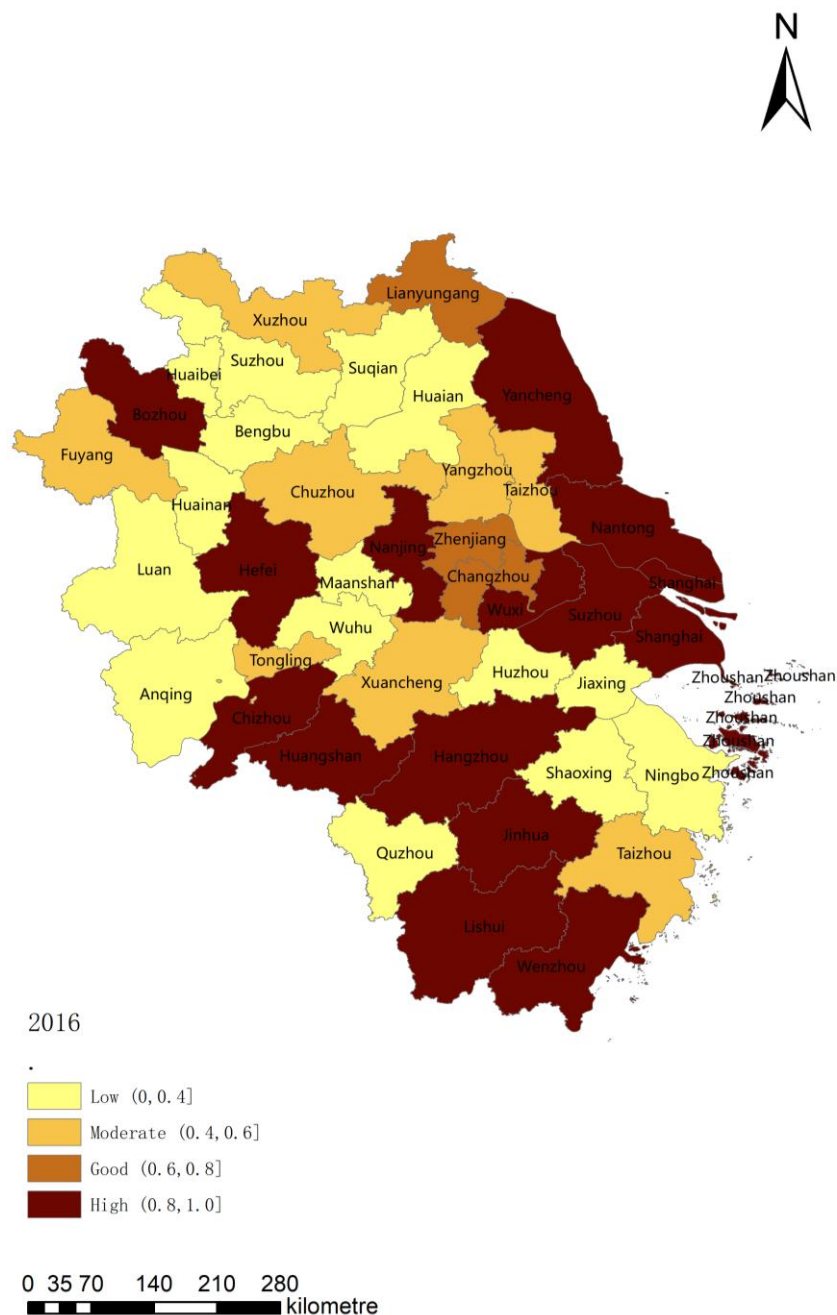 N
Lianyungang
Xuzhou
Suzhou
Suqian
Huaibei
Huaian
Yancheng
Bozhou
Bengbu
Fuyang
Yangzhou
Chuzhou
Taizhou
Huainan
Nantong
Zhenjiang
Nanjing
Luan
Hefei
Changzhou
Maanshan
Shanghai
Wuxi
Suzhou
Wuhu
Shanghai
Tongling
Huzhou
Xuancheng
Jiaxing
Zhoushan
Zhoushan
Anqing
Zhoushan
Chizhou
Zhoushan
Zhoushan
Huangshan
Hangzhou
Shaoxing
Ningbo
Zhoushan
Jinhua
Quzhou
Taizhou
Lishui
Wenzhou
2016
.
Low (0,0.4]
Moderate (0.4,0.6]
Good (0.6,0.8]
High (0.8,1.0]
0 35 70 140 210 280
kilometre